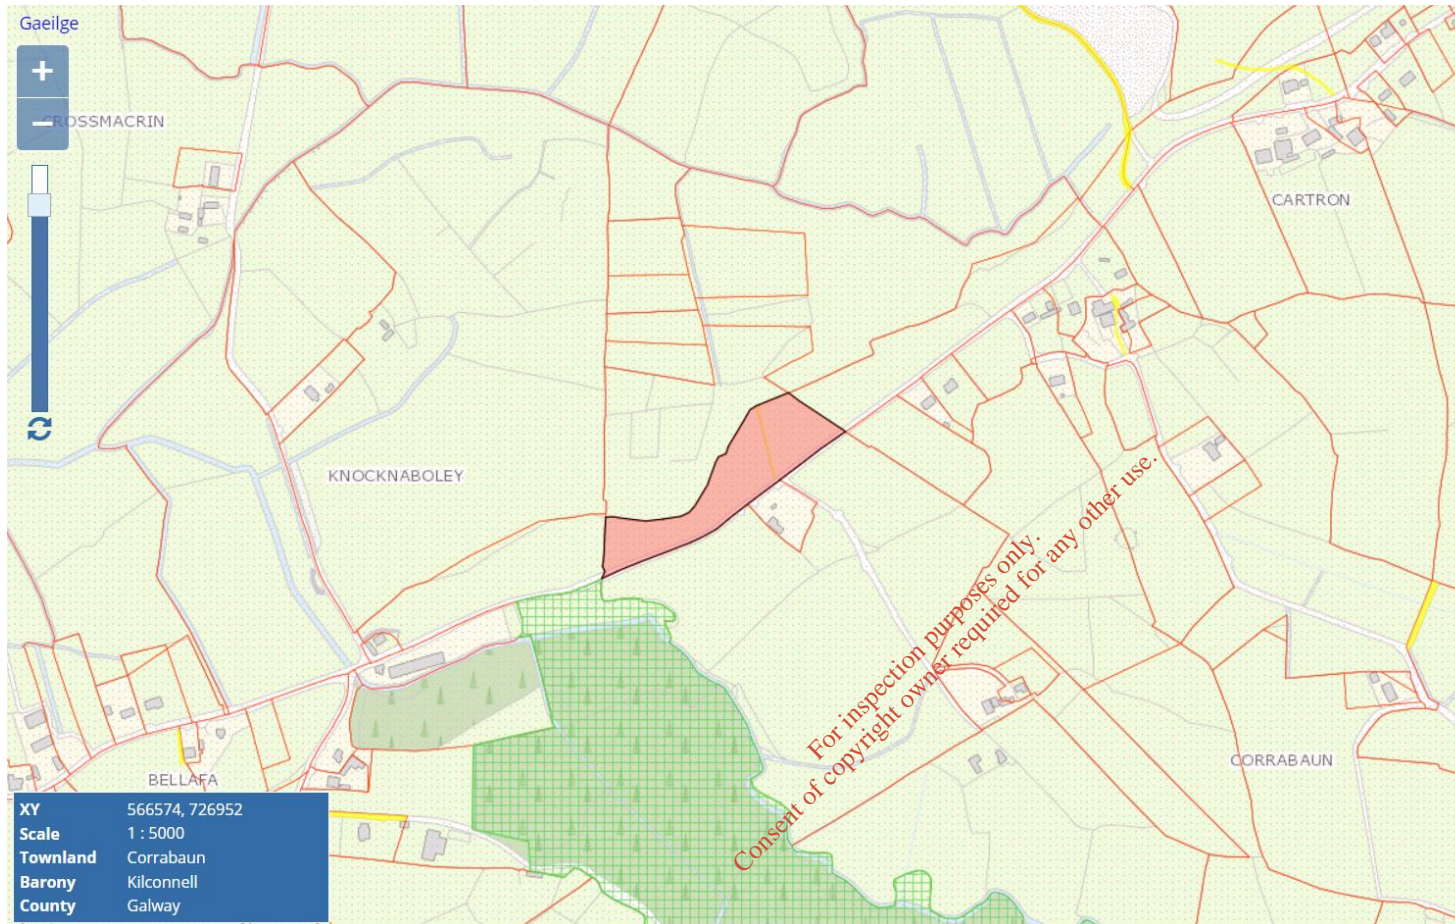 Gaeilge
+
−
CROSSMACRIN
CARTRON
KNOCKNABOLEY
BELLAFA
CORRABAUN
For inspection purposes only.
Consent of copyright owner required for any other use.
XY 566574, 726952
Scale 1 : 5000
Townland Corrabaun
Barony Kilconnell
County Galway